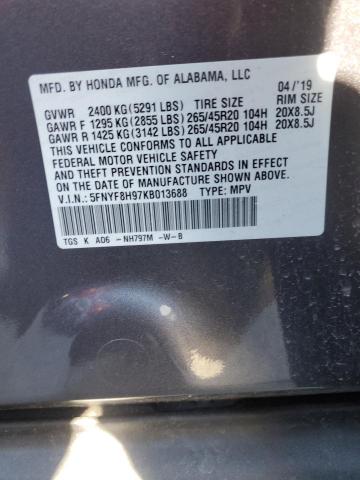 MFD. BY HONDA MFG. OF ALABAMA, LLC 04/'19
GVWR 2400 KG (5291 LBS) TIRE SIZE RIM SIZE
GAWR F 1295 KG (2855 LBS) 265/45R20 104H 20X8.5J
GAWR R 1425 KG (3142 LBS) 265/45R20 104H 20X8.5J
THIS VEHICLE CONFORMS TO ALL APPLICABLE
FEDERAL MOTOR VEHICLE SAFETY
AND THEFT PREVENTION STANDARDS IN EFFECT
ON THE DATE OF MANUFACTURE SHOWN ABOVE.
V.I.N.: 5FNYF8H97KB013688 TYPE: MPV
TGS K A06 -NH797M -W-B